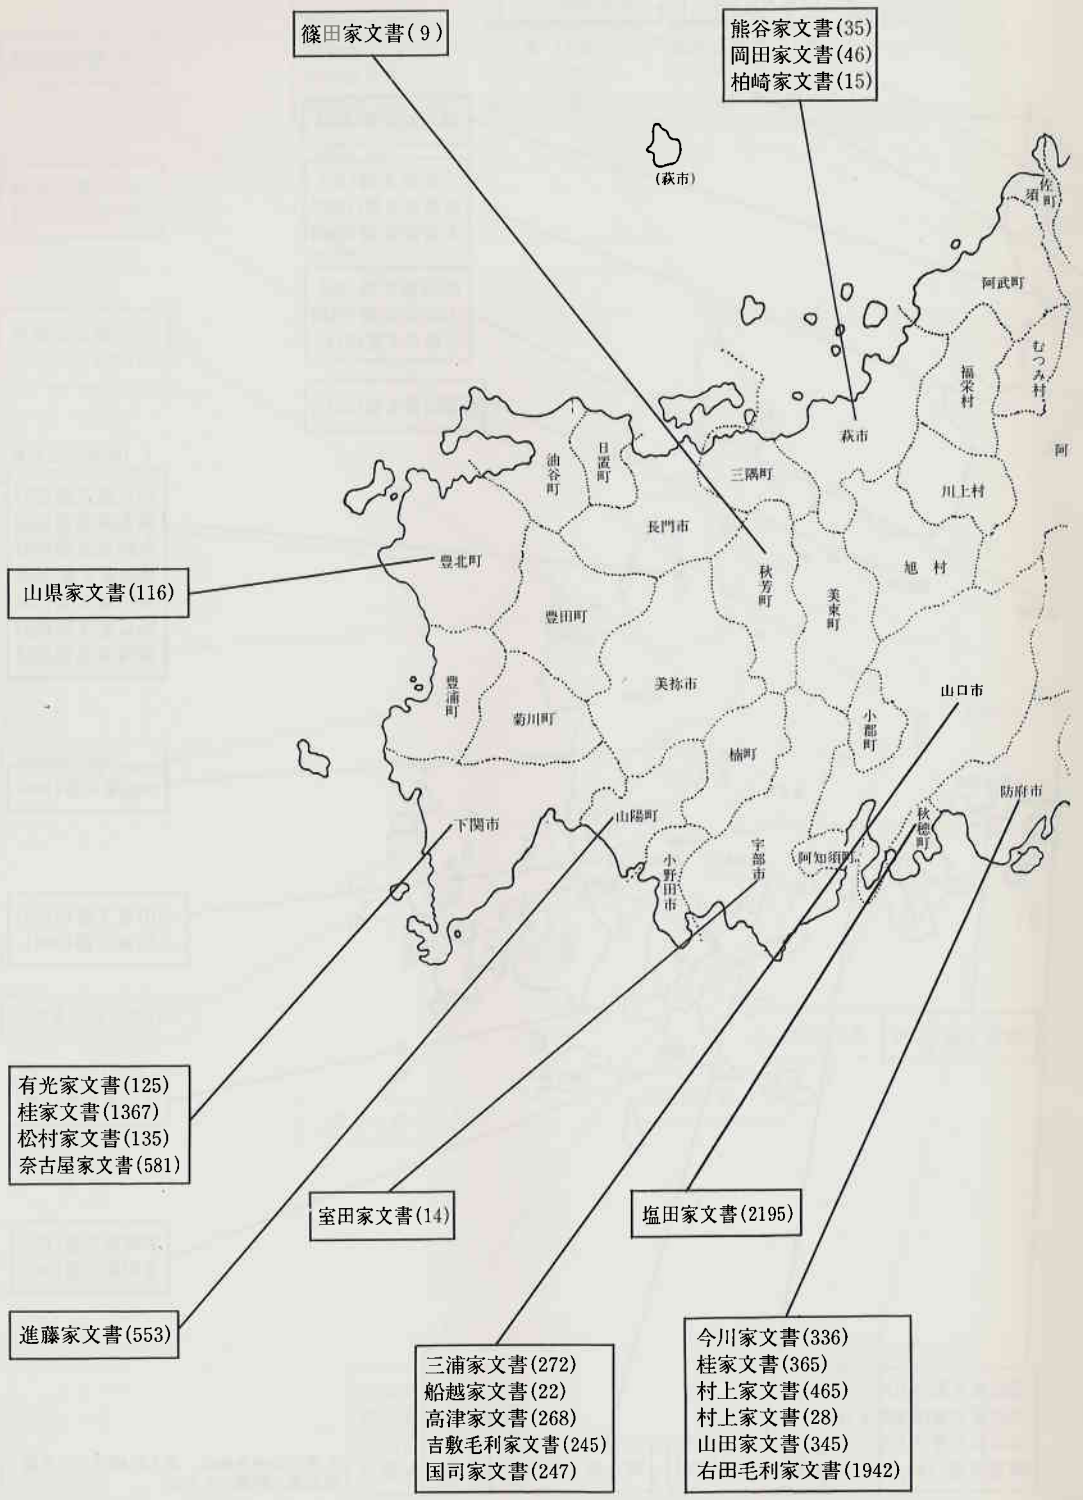 篠田家文書(9)
熊谷家文書(35)
岡田家文書(46)
柏崎家文書(15)
(萩市)
須佐町
阿武町
むつみ村
福栄村
萩市
阿
日置町
油谷町
三隅町
川上村
長門市
豊北町
秋芳町
旭村
山県家文書(116)
美東町
豊田町
豊浦町
美祢市
山口市
菊川町
小郡町
楠町
防府市
下関市
山陽町
秋穂町
宇部市
阿知須町
小野田市
有光家文書(125)
桂家文書(1367)
松村家文書(135)
奈古屋家文書(581)
室田家文書(14)
塩田家文書(2195)
進藤家文書(553)
三浦家文書(272)
船越家文書(22)
高津家文書(268)
吉敷毛利家文書(245)
国司家文書(247)
今川家文書(336)
桂家文書(365)
村上家文書(465)
村上家文書(28)
山田家文書(345)
右田毛利家文書(1942)